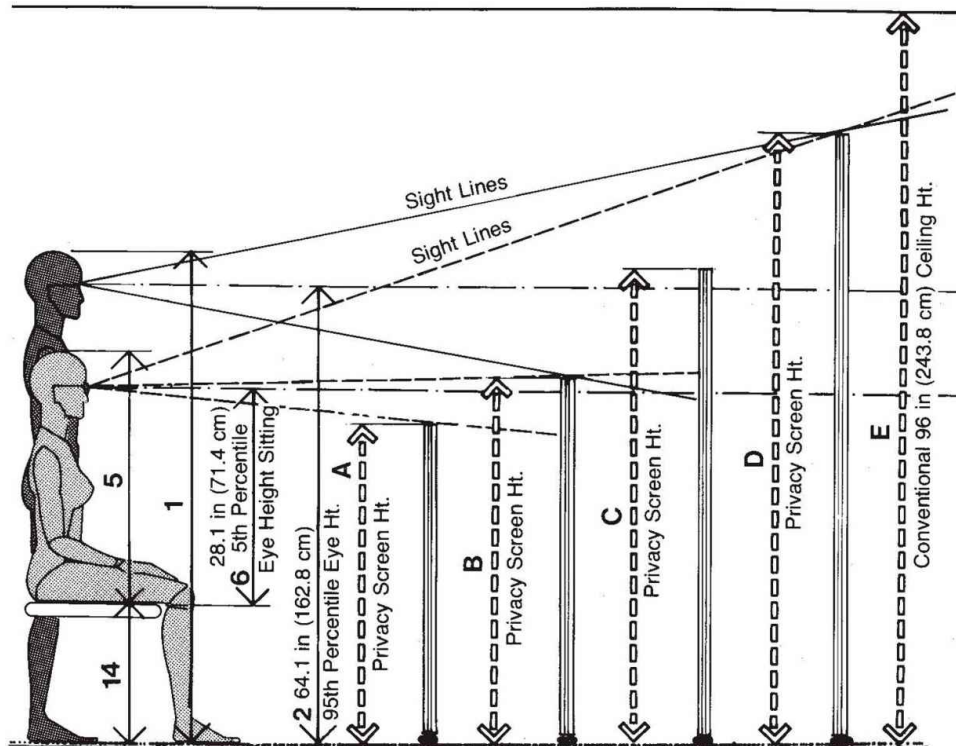 Sight Lines
Sight Lines
5
1
28.1 in (71.4 cm)
5th Percentile
6 Eye Height Sitting
2 64.1 in (162.8 cm)
95th Percentile Eye Ht.
A
Privacy Screen Ht.
B
Privacy Screen Ht.
C
Privacy Screen Ht.
D
Privacy Screen Ht.
E
Conventional 96 in (243.8 cm) Ceiling Ht.
14